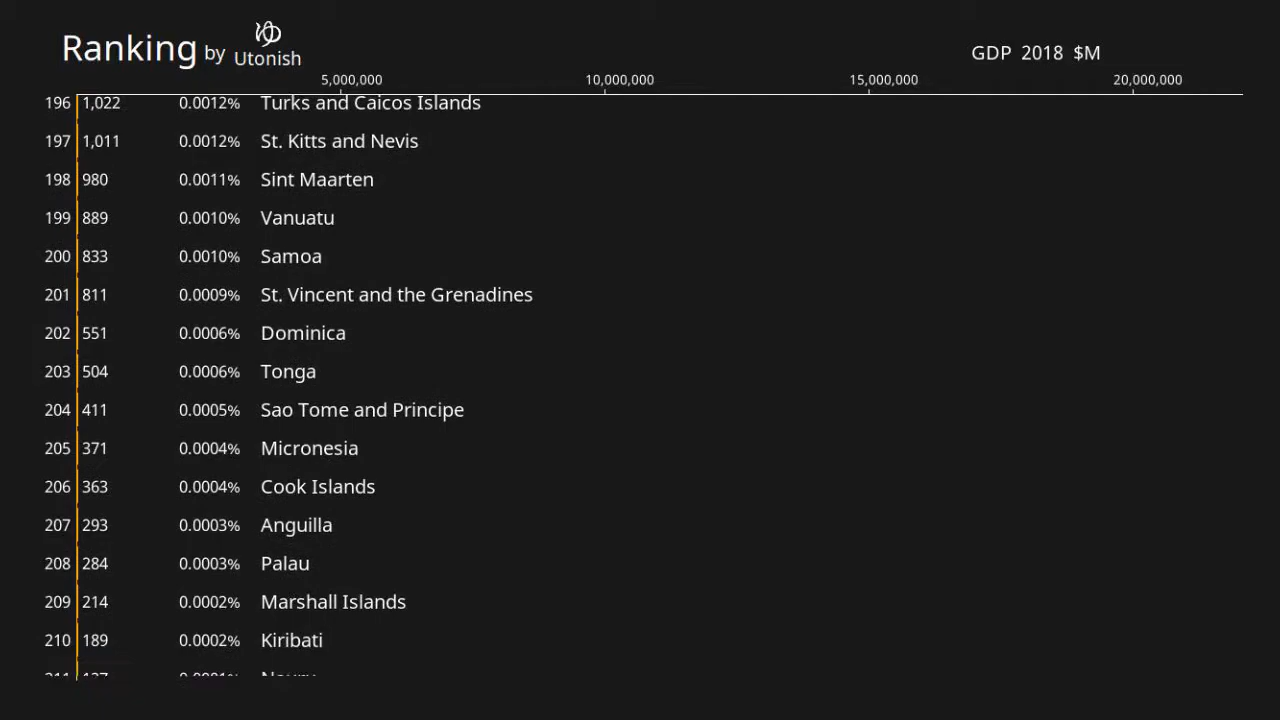 Ranking by Utonish
GDP 2018 $M
5,000,000 10,000,000 15,000,000 20,000,000
196 1,022 0.0012% Turks and Caicos Islands
197 1,011 0.0012% St. Kitts and Nevis
198 980 0.0011% Sint Maarten
199 889 0.0010% Vanuatu
200 833 0.0010% Samoa
201 811 0.0009% St. Vincent and the Grenadines
202 551 0.0006% Dominica
203 504 0.0006% Tonga
204 411 0.0005% Sao Tome and Principe
205 371 0.0004% Micronesia
206 363 0.0004% Cook Islands
207 293 0.0003% Anguilla
208 284 0.0003% Palau
209 214 0.0002% Marshall Islands
210 189 0.0002% Kiribati